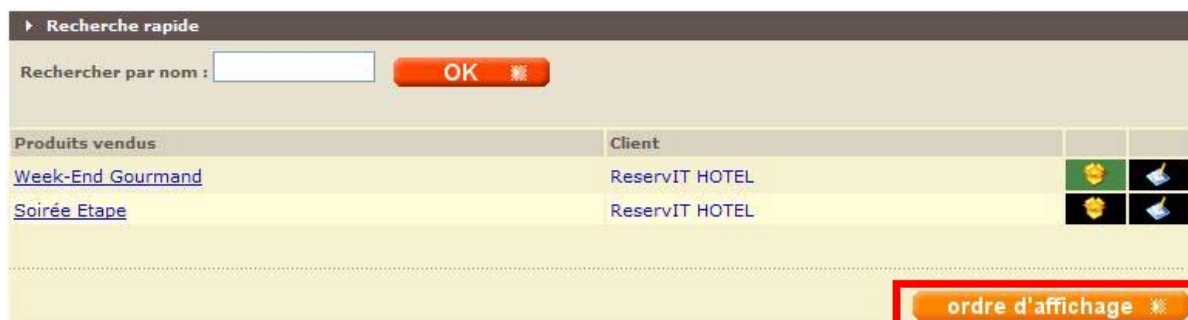 Recherche rapide
Rechercher par nom : OK
Produits vendus Client
Week-End Gourmand ReservIT HOTEL
Soirée Etape ReservIT HOTEL
ordre d'affichage